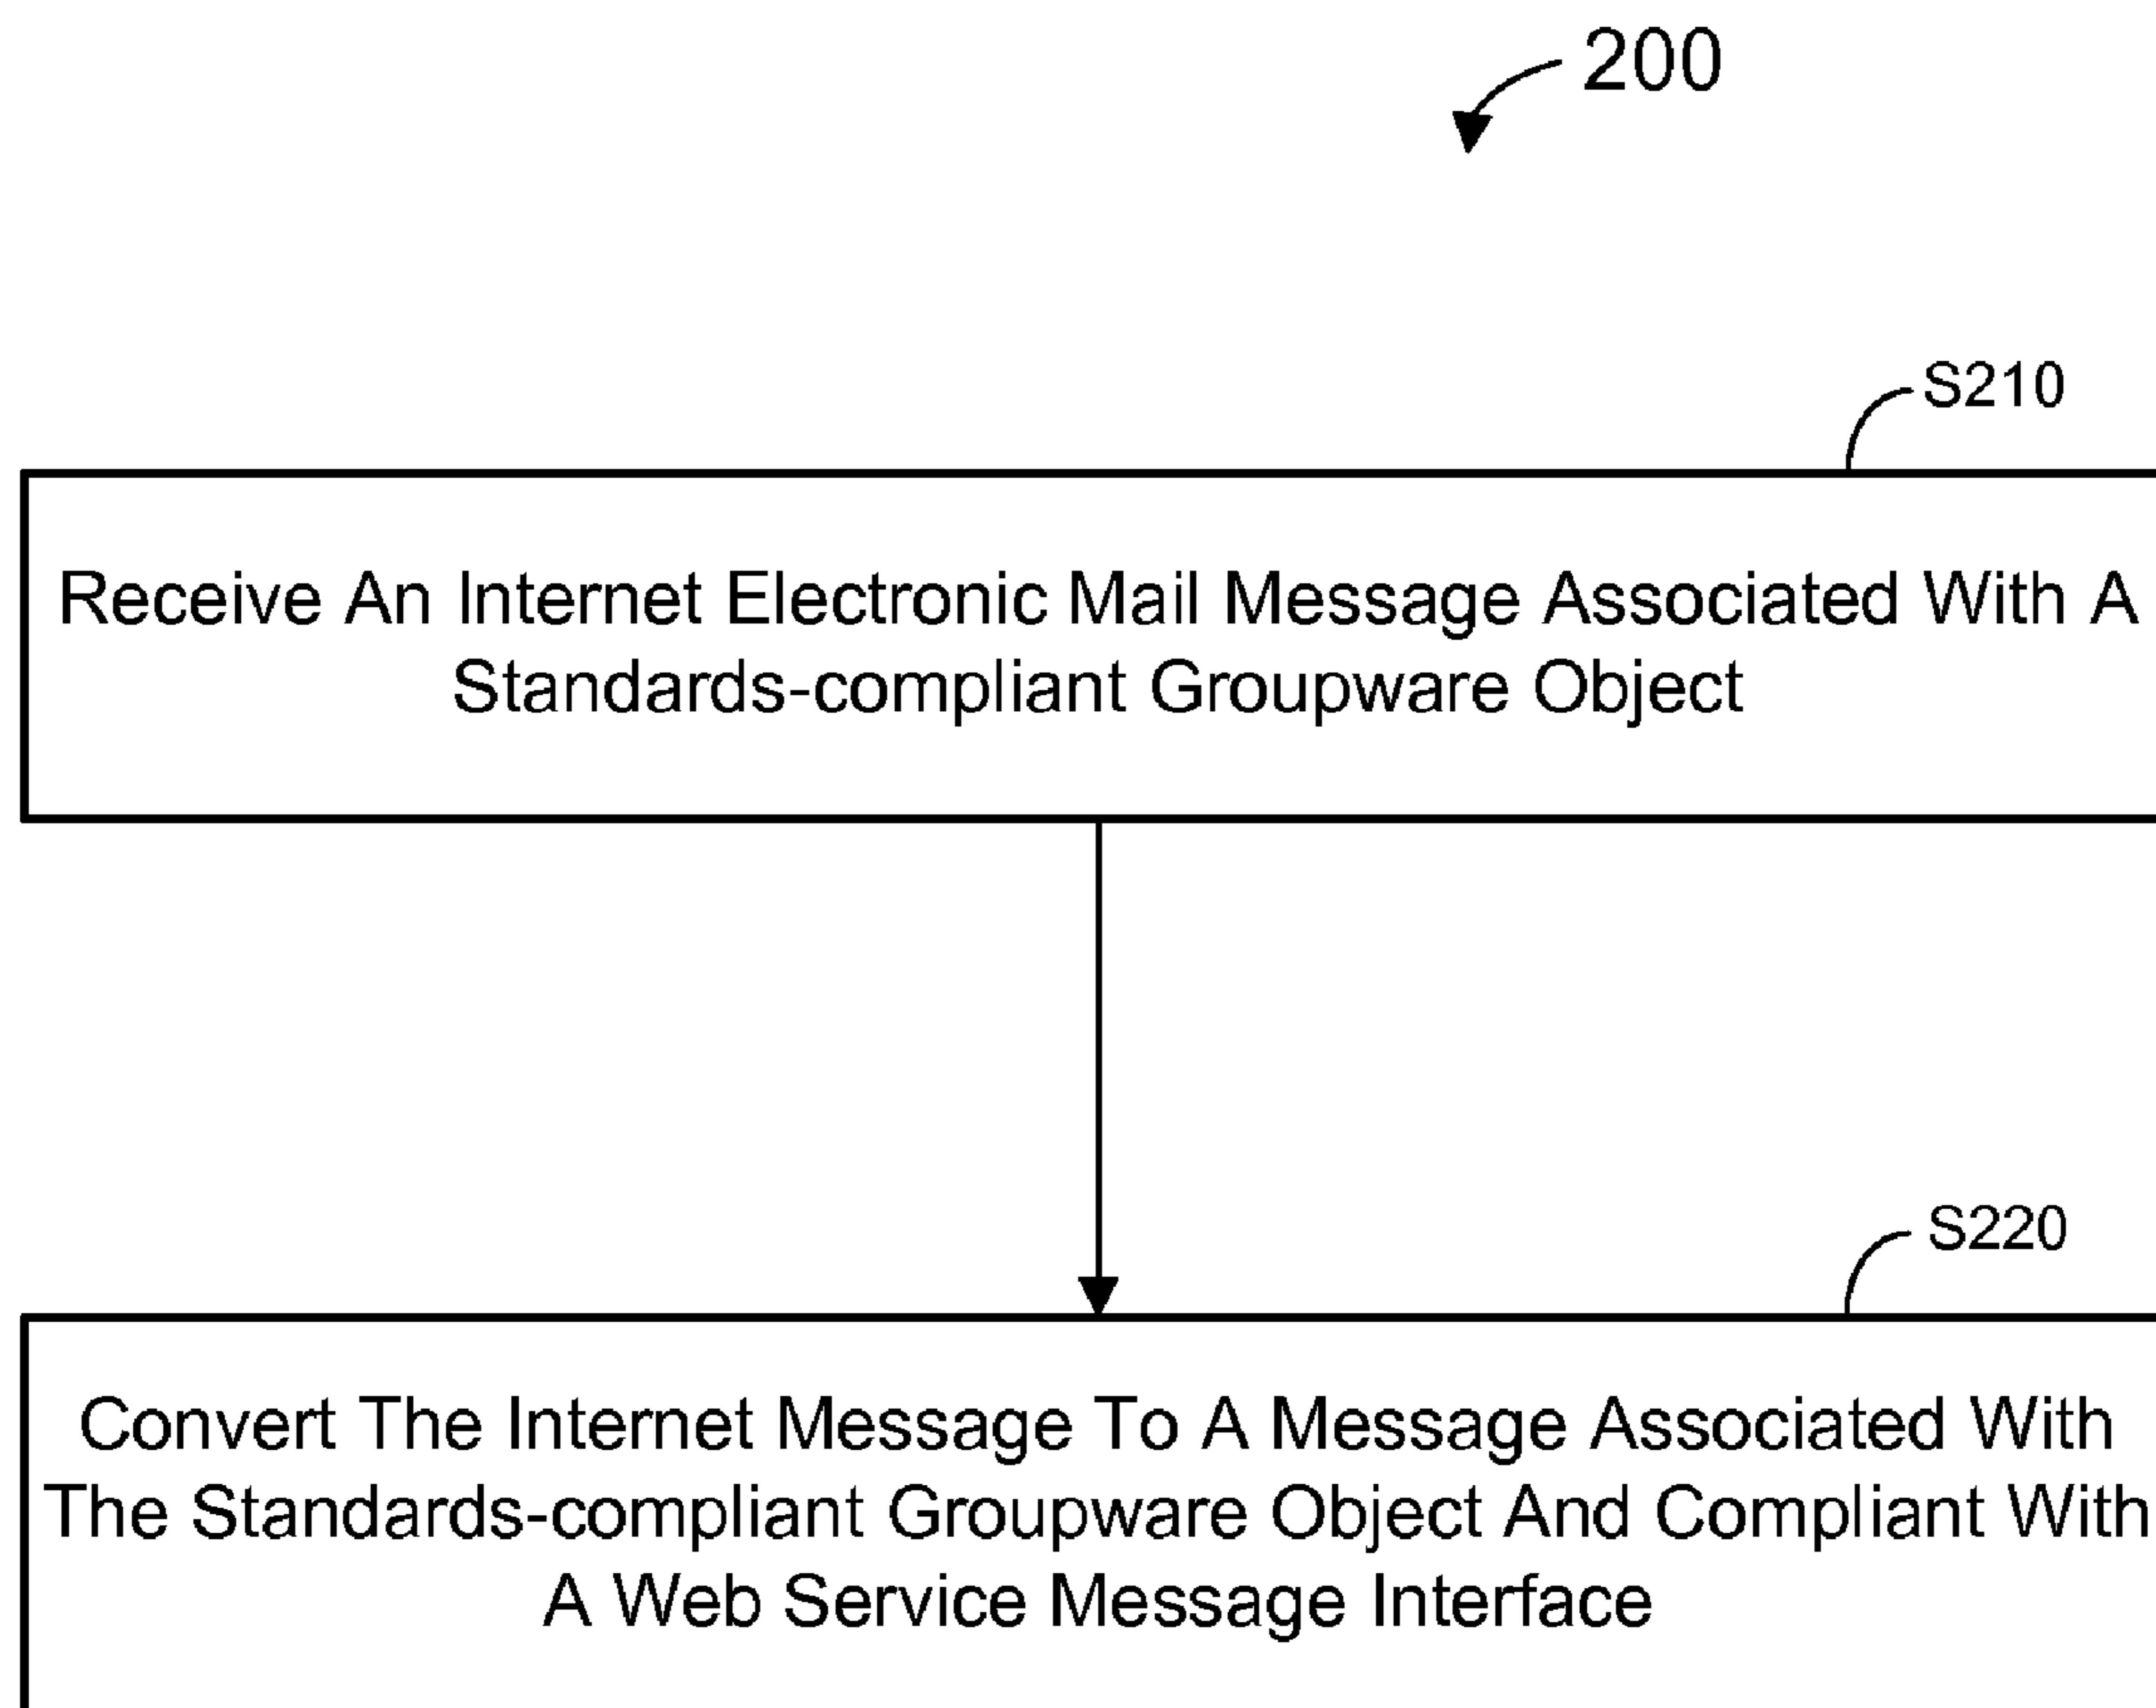 200
S210
Receive An Internet Electronic Mail Message Associated With A
Standards-compliant Groupware Object
S220
Convert The Internet Message To A Message Associated With
The Standards-compliant Groupware Object And Compliant With
A Web Service Message Interface